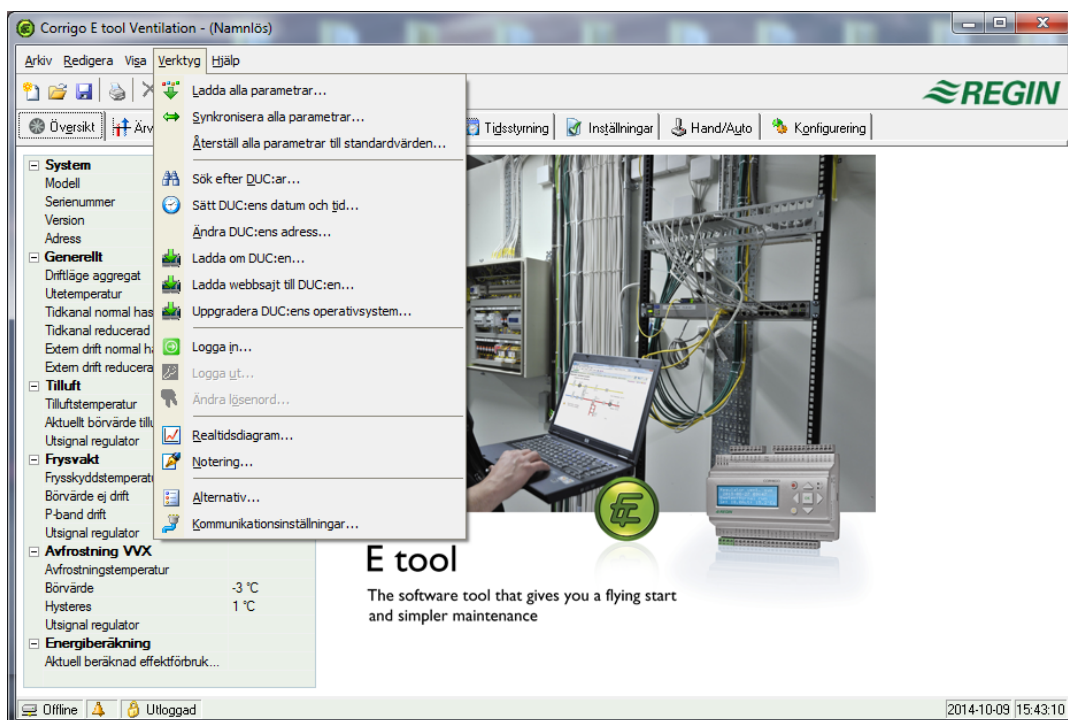 Corrigo E tool Ventilation - (Namnlös)
Arkiv Redigera Visa Verktyg Hjälp
REGIN
Översikt Ärv Tidsstyrning Inställningar Hand/Auto Konfigurering
Ladda alla parametrar...
Synkronisera alla parametrar...
Återställ alla parametrar till standardvärden...
Sök efter DUC:ar...
Sätt DUC:ens datum och tid...
Ändra DUC:ens adress...
Ladda om DUC:en...
Ladda webbsajt till DUC:en...
Uppgradera DUC:ens operativsystem...
Logga in...
Logga ut...
Ändra lösenord...
Realtidsdiagram...
Notering...
Alternativ...
Kommunikationsinställningar...
System
Modell
Serienummer
Version
Adress
Generellt
Driftläge aggregat
Utetemperatur
Tidkanal normal has
Tidkanal reducerad
Extern drift normal ha
Extern drift reducera
Tilluft
Tilluftstemperatur
Aktuellt börvärde tillu
Utsignal regulator
Frysvakt
Frysskyddstemperatu
Börvärde ej drift
P-band drift
Utsignal regulator
Avfrostning VVX
Avfrostningstemperatur
Börvärde -3 °C
Hysteres 1 °C
Utsignal regulator
Energiberäkning
Aktuell beräknad effektförbruk...
E tool
The software tool that gives you a flying start
and simpler maintenance
Offline Utloggad 2014-10-09 15:43:10